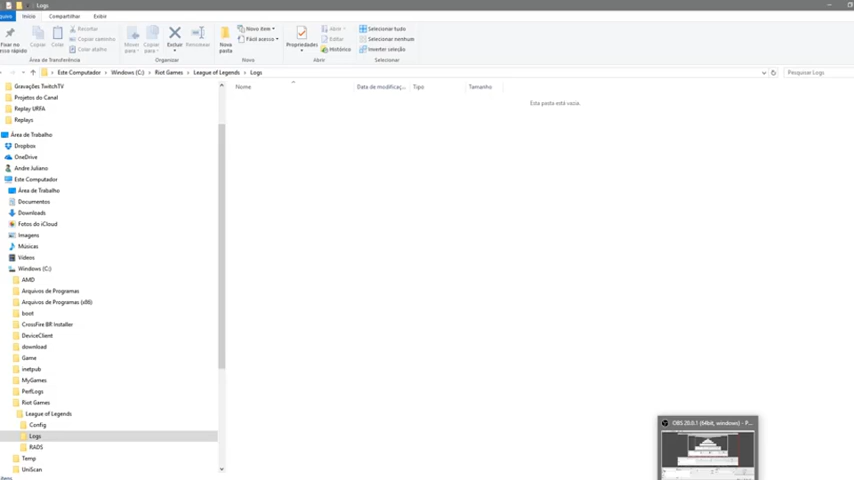 Logs
Início Compartilhar Exibir
Fixar no
Acesso rápido
Copiar
Colar
Recortar
Copiar caminho
Colar atalho
Área de Transferência
Mover para
Copiar para
Excluir
Renomear
Organizar
Nova pasta
Novo item
Fácil acesso
Novo
Propriedades
Abrir
Editar
Histórico
Abrir
Selecionar tudo
Selecionar nenhum
Inverter seleção
Selecionar
Este Computador Windows (C:) Riot Games League of Legends Logs
Pesquisar Logs
Nome Data de modificaç... Tipo Tamanho
Esta pasta está vazia.
Gravações TwitchTV
Projetos do Canal
Replay URFA
Replays
Área de Trabalho
Dropbox
OneDrive
Andre Juliano
Este Computador
Área de Trabalho
Documentos
Downloads
Fotos do iCloud
Imagens
Músicas
Vídeos
Windows (C:)
AMD
Arquivos de Programas
Arquivos de Programas (x86)
boot
CrossFire BR Installer
DeviceClient
download
Game
inetpub
MyGames
PerfLogs
Riot Games
League of Legends
Config
Logs
RADS
Temp
UniScan
OBS 20.0.1 (64bit, windows) - P...